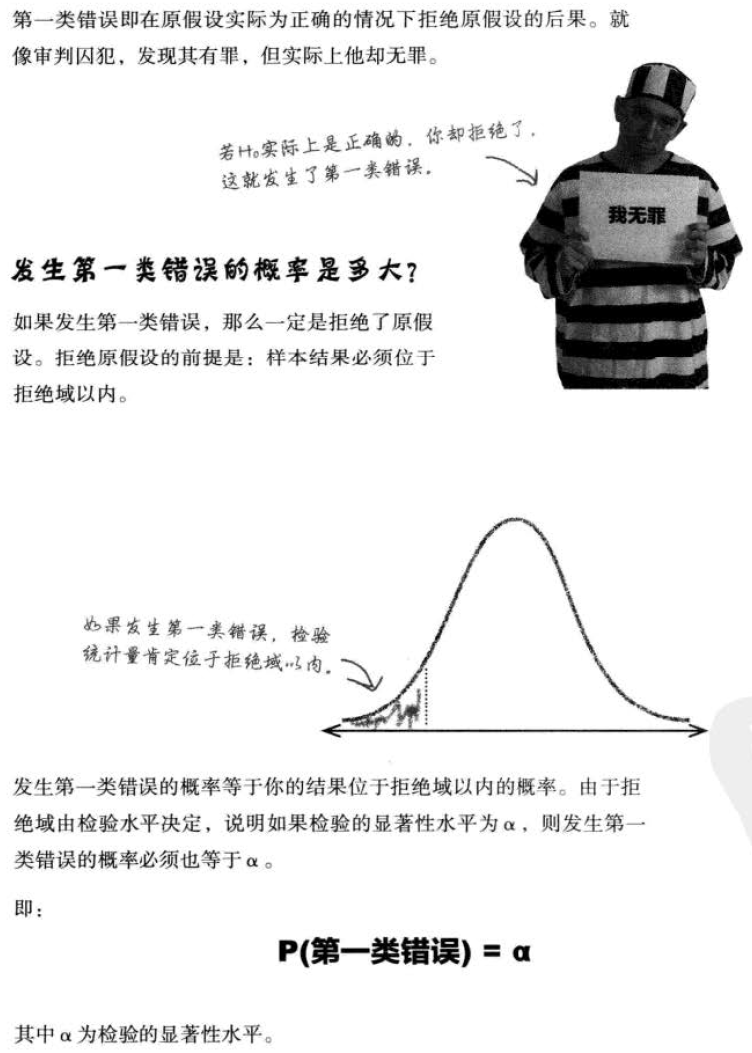 第一类错误即在原假设实际为正确的情况下拒绝原假设的后果。就
像审判囚犯，发现其有罪，但实际上他却无罪。
若H₀实际上是正确的，你却拒绝了，
这就发生了第一类错误。
我无罪
发生第一类错误的概率是多大？
如果发生第一类错误，那么一定是拒绝了原假
设。拒绝原假设的前提是：样本结果必须位于
拒绝域以内。
如果发生第一类错误，检验
统计量肯定位于拒绝域以内。
发生第一类错误的概率等于你的结果位于拒绝域以内的概率。由于拒
绝域由检验水平决定，说明如果检验的显著性水平为α，则发生第一
类错误的概率必须也等于α。
即：
P(第一类错误) = α
其中α为检验的显著性水平。